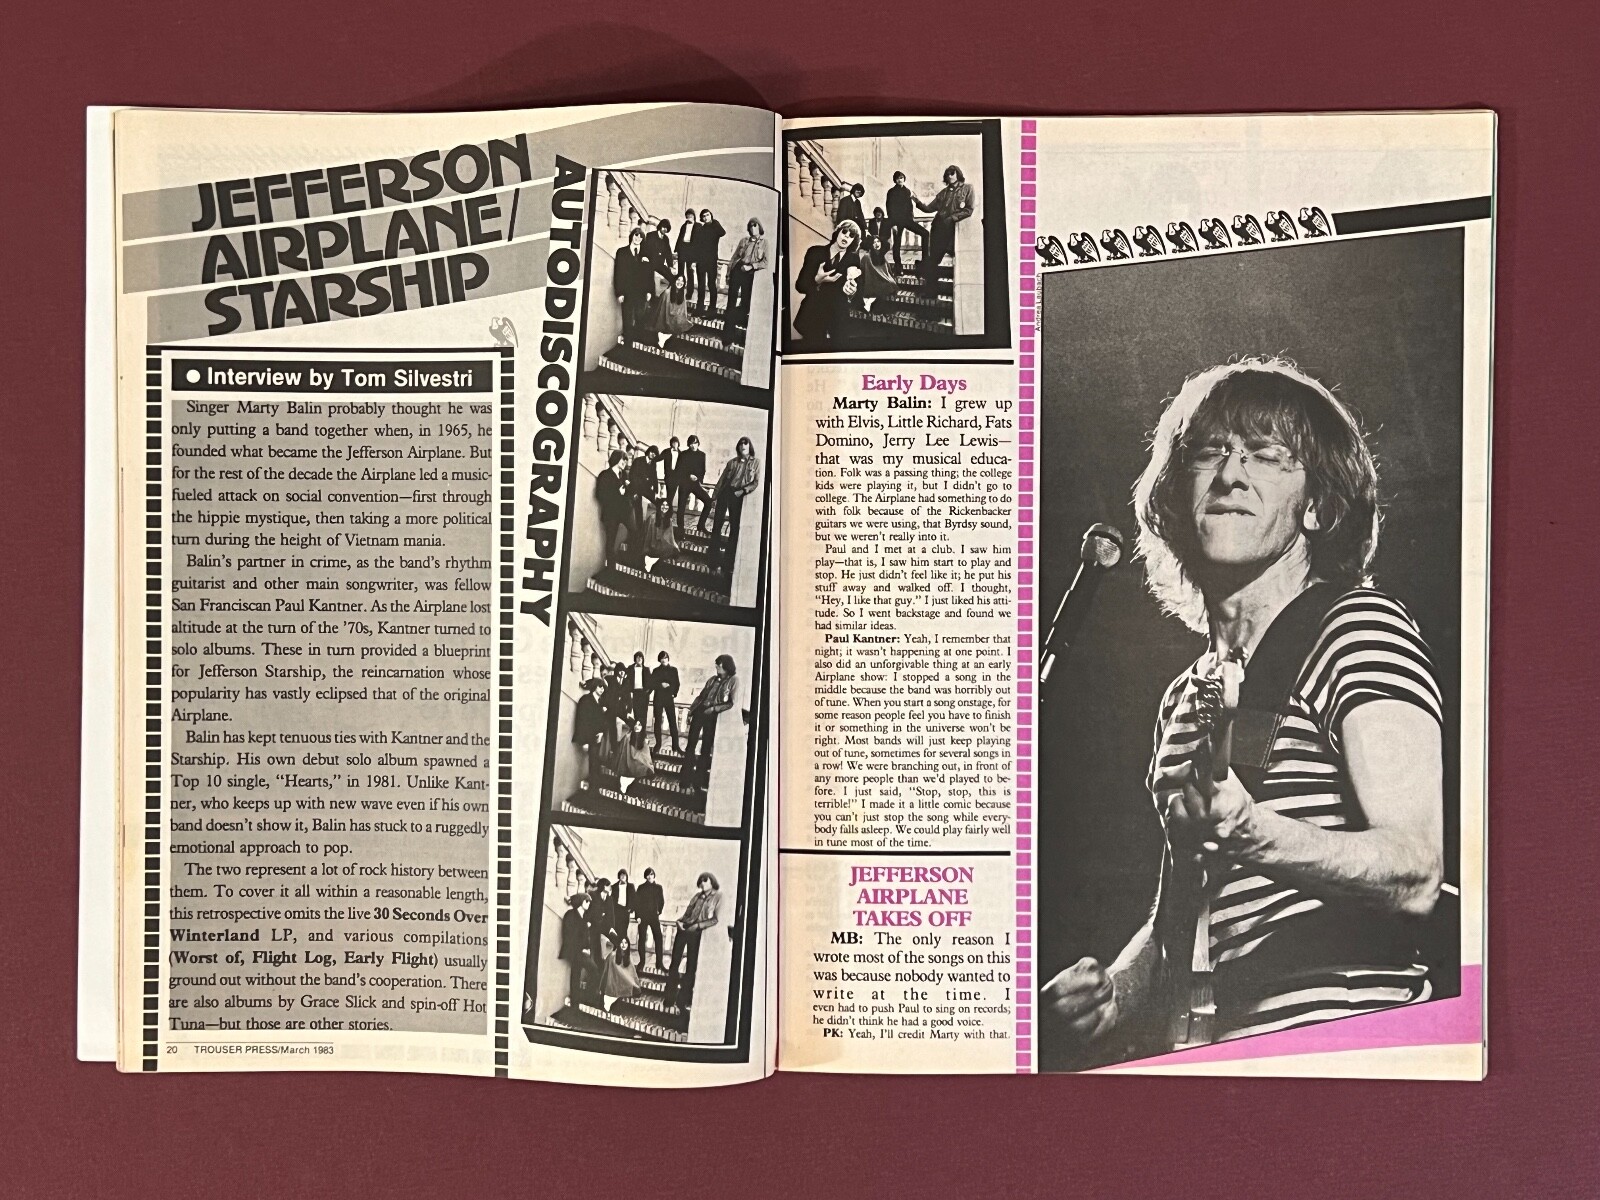 JEFFERSON
AIRPLANE/
STARSHIP
AUTODISCOGRAPHY
● Interview by Tom Silvestri
Singer Marty Balin probably thought he was
only putting a band together when, in 1965, he
founded what became the Jefferson Airplane. But
for the rest of the decade the Airplane led a music-
fueled attack on social convention—first through
the hippie mystique, then taking a more political
turn during the height of Vietnam mania.
Balin's partner in crime, as the band's rhythm
guitarist and other main songwriter, was fellow
San Franciscan Paul Kantner. As the Airplane lost
altitude at the turn of the '70s, Kantner turned to
solo albums. These in turn provided a blueprint
for Jefferson Starship, the reincarnation whose
popularity has vastly eclipsed that of the original
Airplane.
Balin has kept tenuous ties with Kantner and the
Starship. His own debut solo album spawned a
Top 10 single, "Hearts," in 1981. Unlike Kant-
ner, who keeps up with new wave even if his own
band doesn't show it, Balin has stuck to a ruggedly
emotional approach to pop.
The two represent a lot of rock history between
them. To cover it all within a reasonable length,
this retrospective omits the live 30 Seconds Over
Winterland LP, and various compilations
(Worst of, Flight Log, Early Flight) usually
ground out without the band's cooperation. There
are also albums by Grace Slick and spin-off Hot
Tuna—but those are other stories.
20 TROUSER PRESS/March 1983
Early Days
Marty Balin: I grew up
with Elvis, Little Richard, Fats
Domino, Jerry Lee Lewis—
that was my musical educa-
tion. Folk was a passing thing; the college
kids were playing it, but I didn't go to
college. The Airplane had something to do
with folk because of the Rickenbacker
guitars we were using, that Byrdsy sound,
but we weren't really into it.
Paul and I met at a club. I saw him
play—that is, I saw him start to play and
stop. He just didn't feel like it; he put his
stuff away and walked off. I thought,
"Hey, I like that guy." I just liked his atti-
tude. So I went backstage and found we
had similar ideas.
Paul Kantner: Yeah, I remember that
night; it wasn't happening at one point. I
also did an unforgivable thing at an early
Airplane show: I stopped a song in the
middle because the band was horribly out
of tune. When you start a song onstage, for
some reason people feel you have to finish
it or something in the universe won't be
right. Most bands will just keep playing
out of tune, sometimes for several songs in
a row! We were branching out, in front of
any more people than we'd played to be-
fore. I just said, "Stop, stop, this is
terrible!" I made it a little comic because
you can't just stop the song while every-
body falls asleep. We could play fairly well
in tune most of the time.
JEFFERSON
AIRPLANE
TAKES OFF
MB: The only reason I
wrote most of the songs on this
was because nobody wanted to
write at the time. I
even had to push Paul to sing on records;
he didn't think he had a good voice.
PK: Yeah, I'll credit Marty with that.
Andrea Laubach